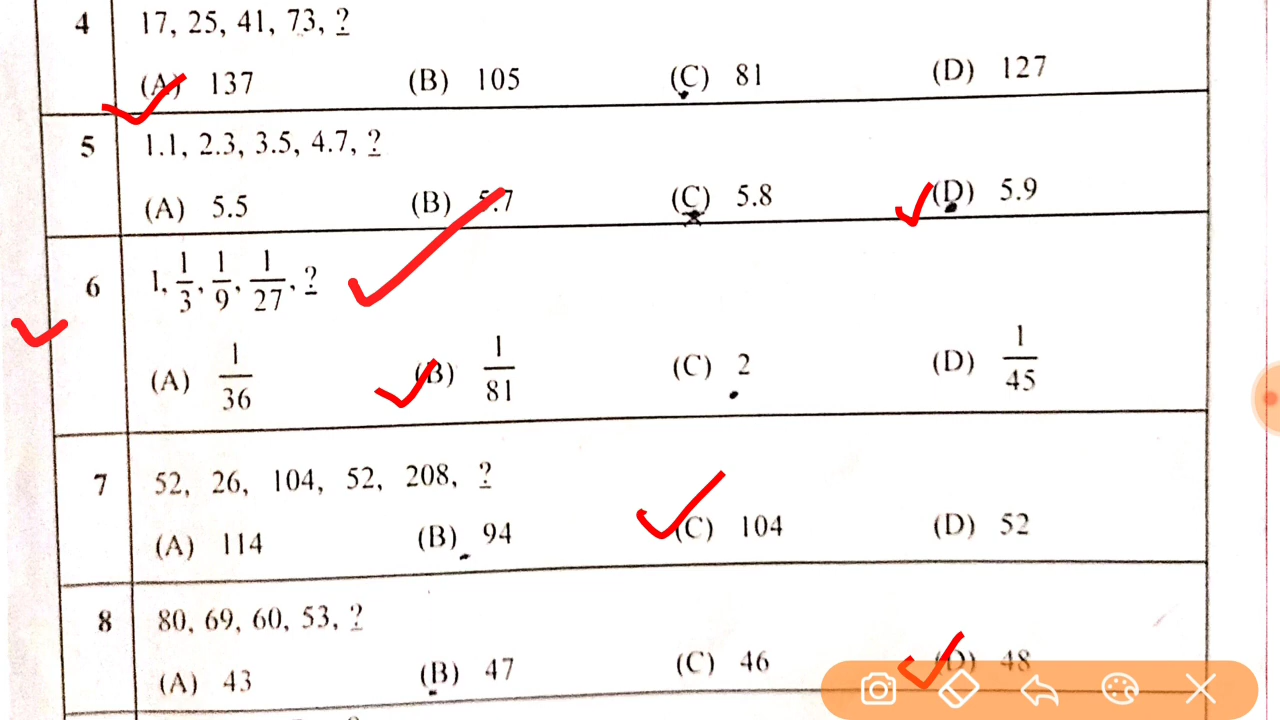 4 17, 25, 41, 73, ?
(A) 137 (B) 105 (C) 81 (D) 127
5 1.1, 2.3, 3.5, 4.7, ?
(A) 5.5 (B) 5.7 (C) 5.8 (D) 5.9
6 1, 1/3, 1/9, 1/27, ?
(A) 1/36 (B) 1/81 (C) 2 (D) 1/45
7 52, 26, 104, 52, 208, ?
(A) 114 (B) 94 (C) 104 (D) 52
8 80, 69, 60, 53, ?
(A) 43 (B) 47 (C) 46 (D) 48